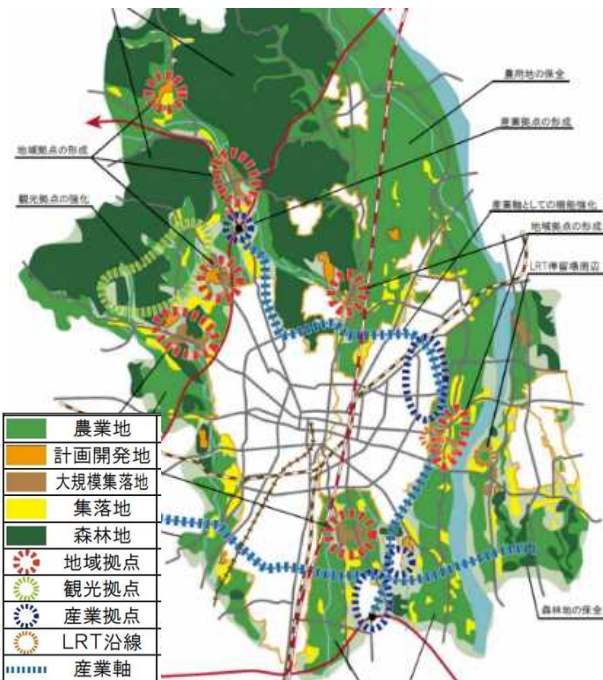 農用地の保全
産業拠点の形成
地域拠点の形成
観光拠点の強化
産業軸としての機能強化
地域拠点の形成
LRT停留場周辺
農業地
計画開発地
大規模集落地
集落地
森林地
地域拠点
観光拠点
産業拠点
LRT沿線
産業軸
森林地の保全